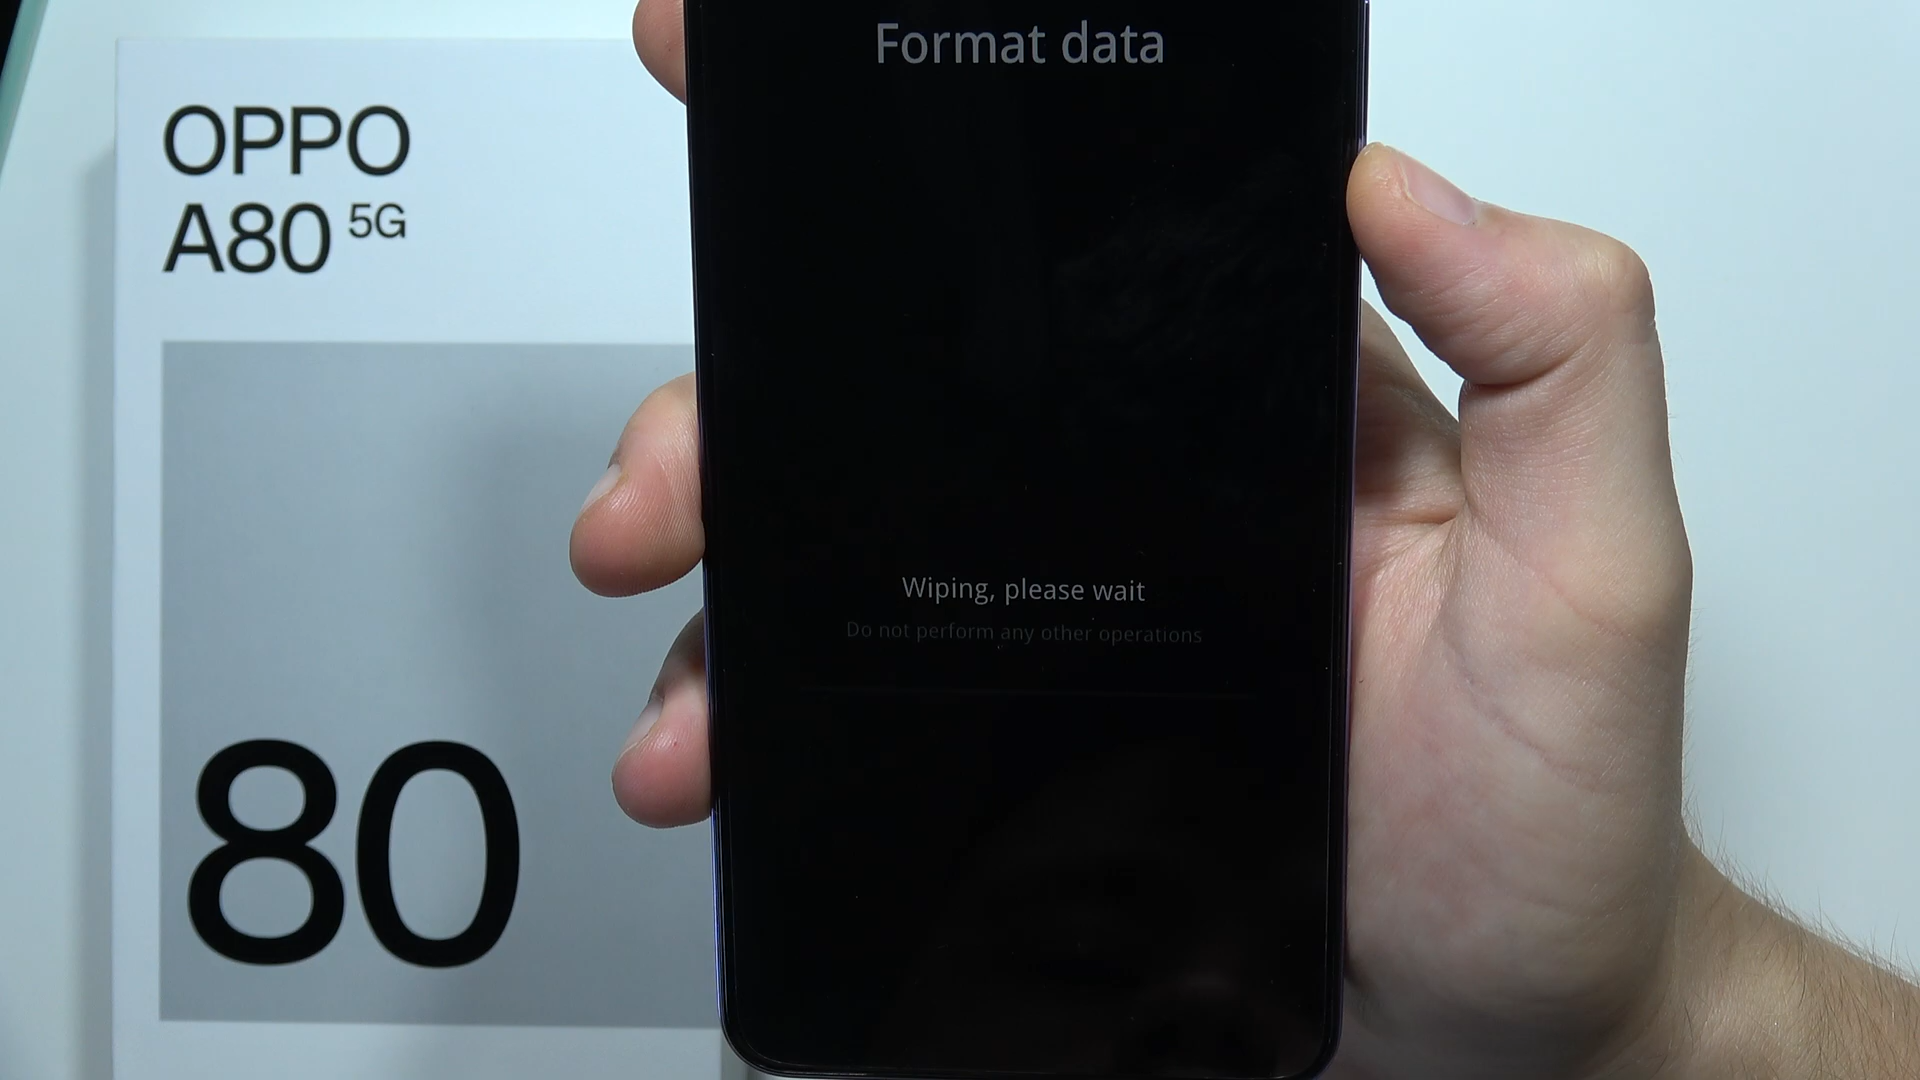 OPPO
A80 5G
80
Format data
Wiping, please wait
Do not perform any other operations